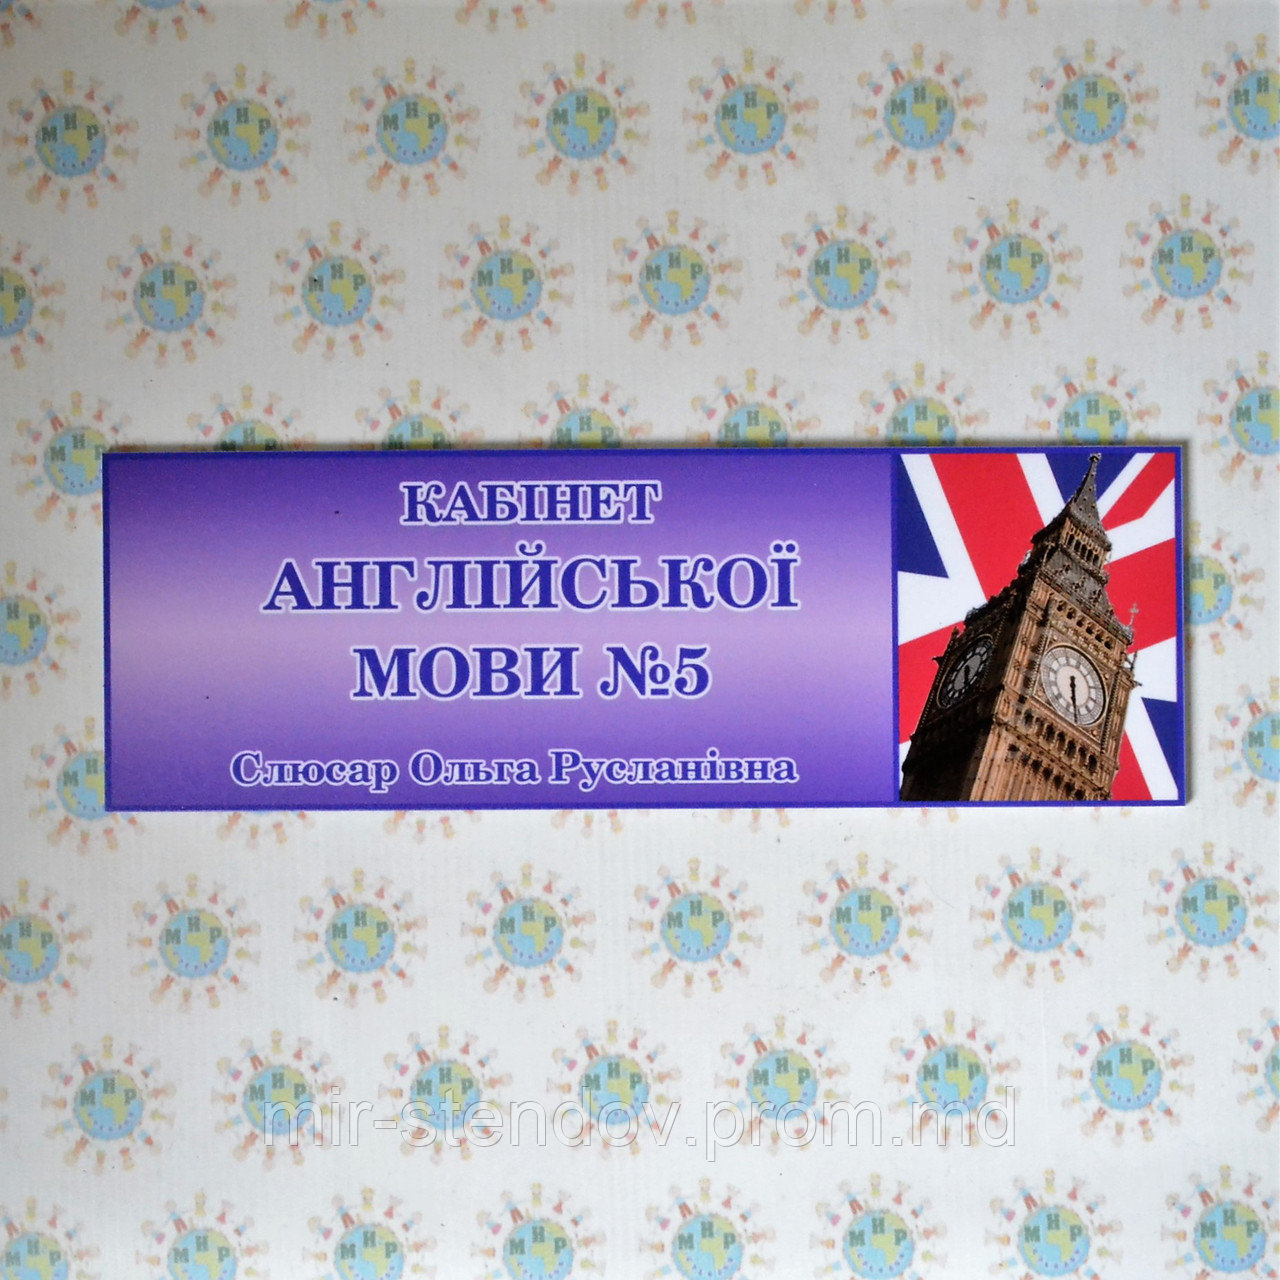 КАБІНЕТ
АНГЛІЙСЬКОЇ
МОВИ №5
Слюсар Ольга Русланівна
mir-stendov.prom.md